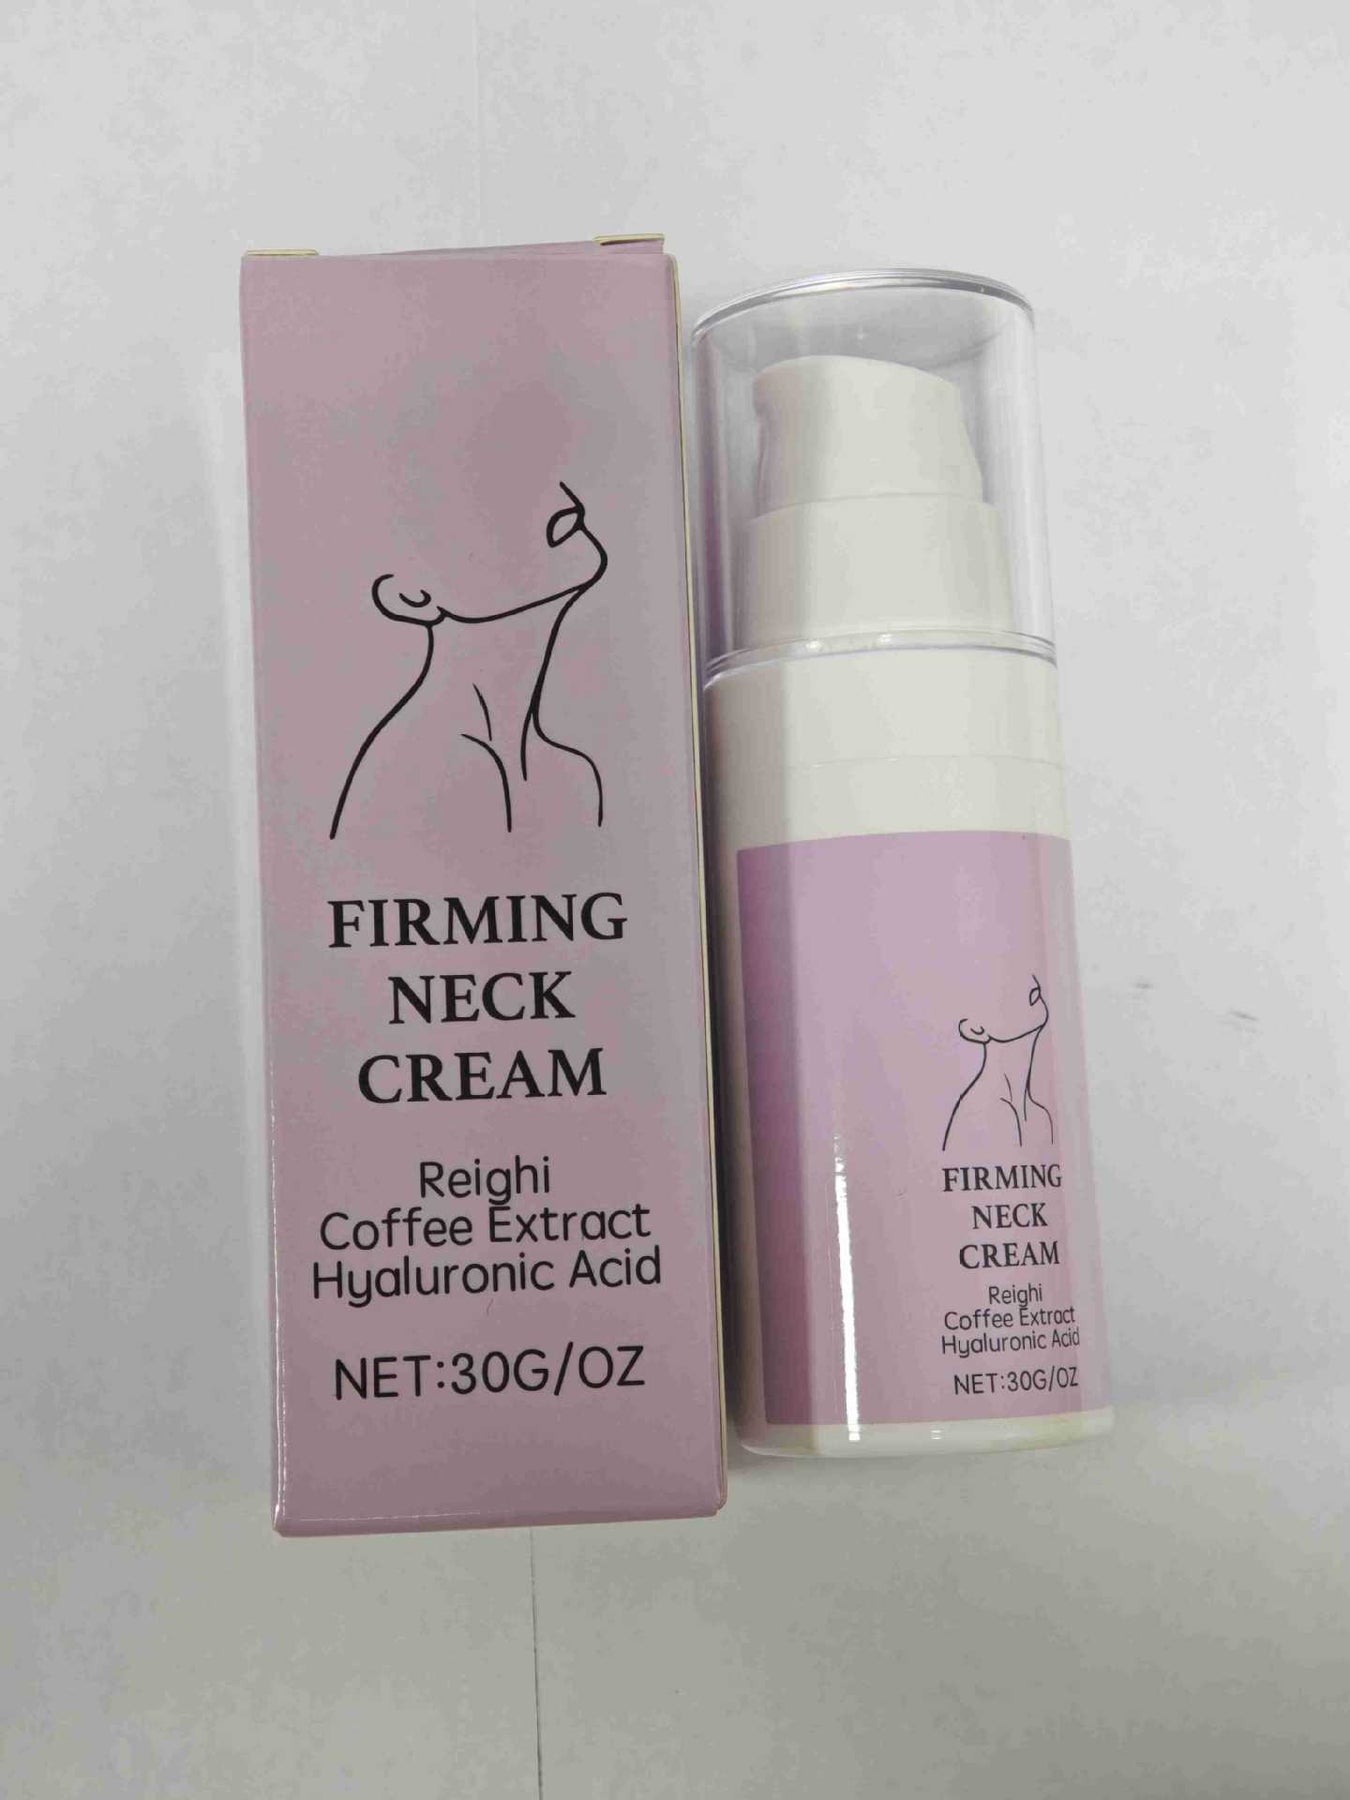 FIRMING
NECK
CREAM
Reighi
Coffee Extract
Hyaluronic Acid
NET:30G/OZ
FIRMING
NECK
CREAM
Reighi
Coffee Extract
Hyaluronic Acid
NET:30G/OZ